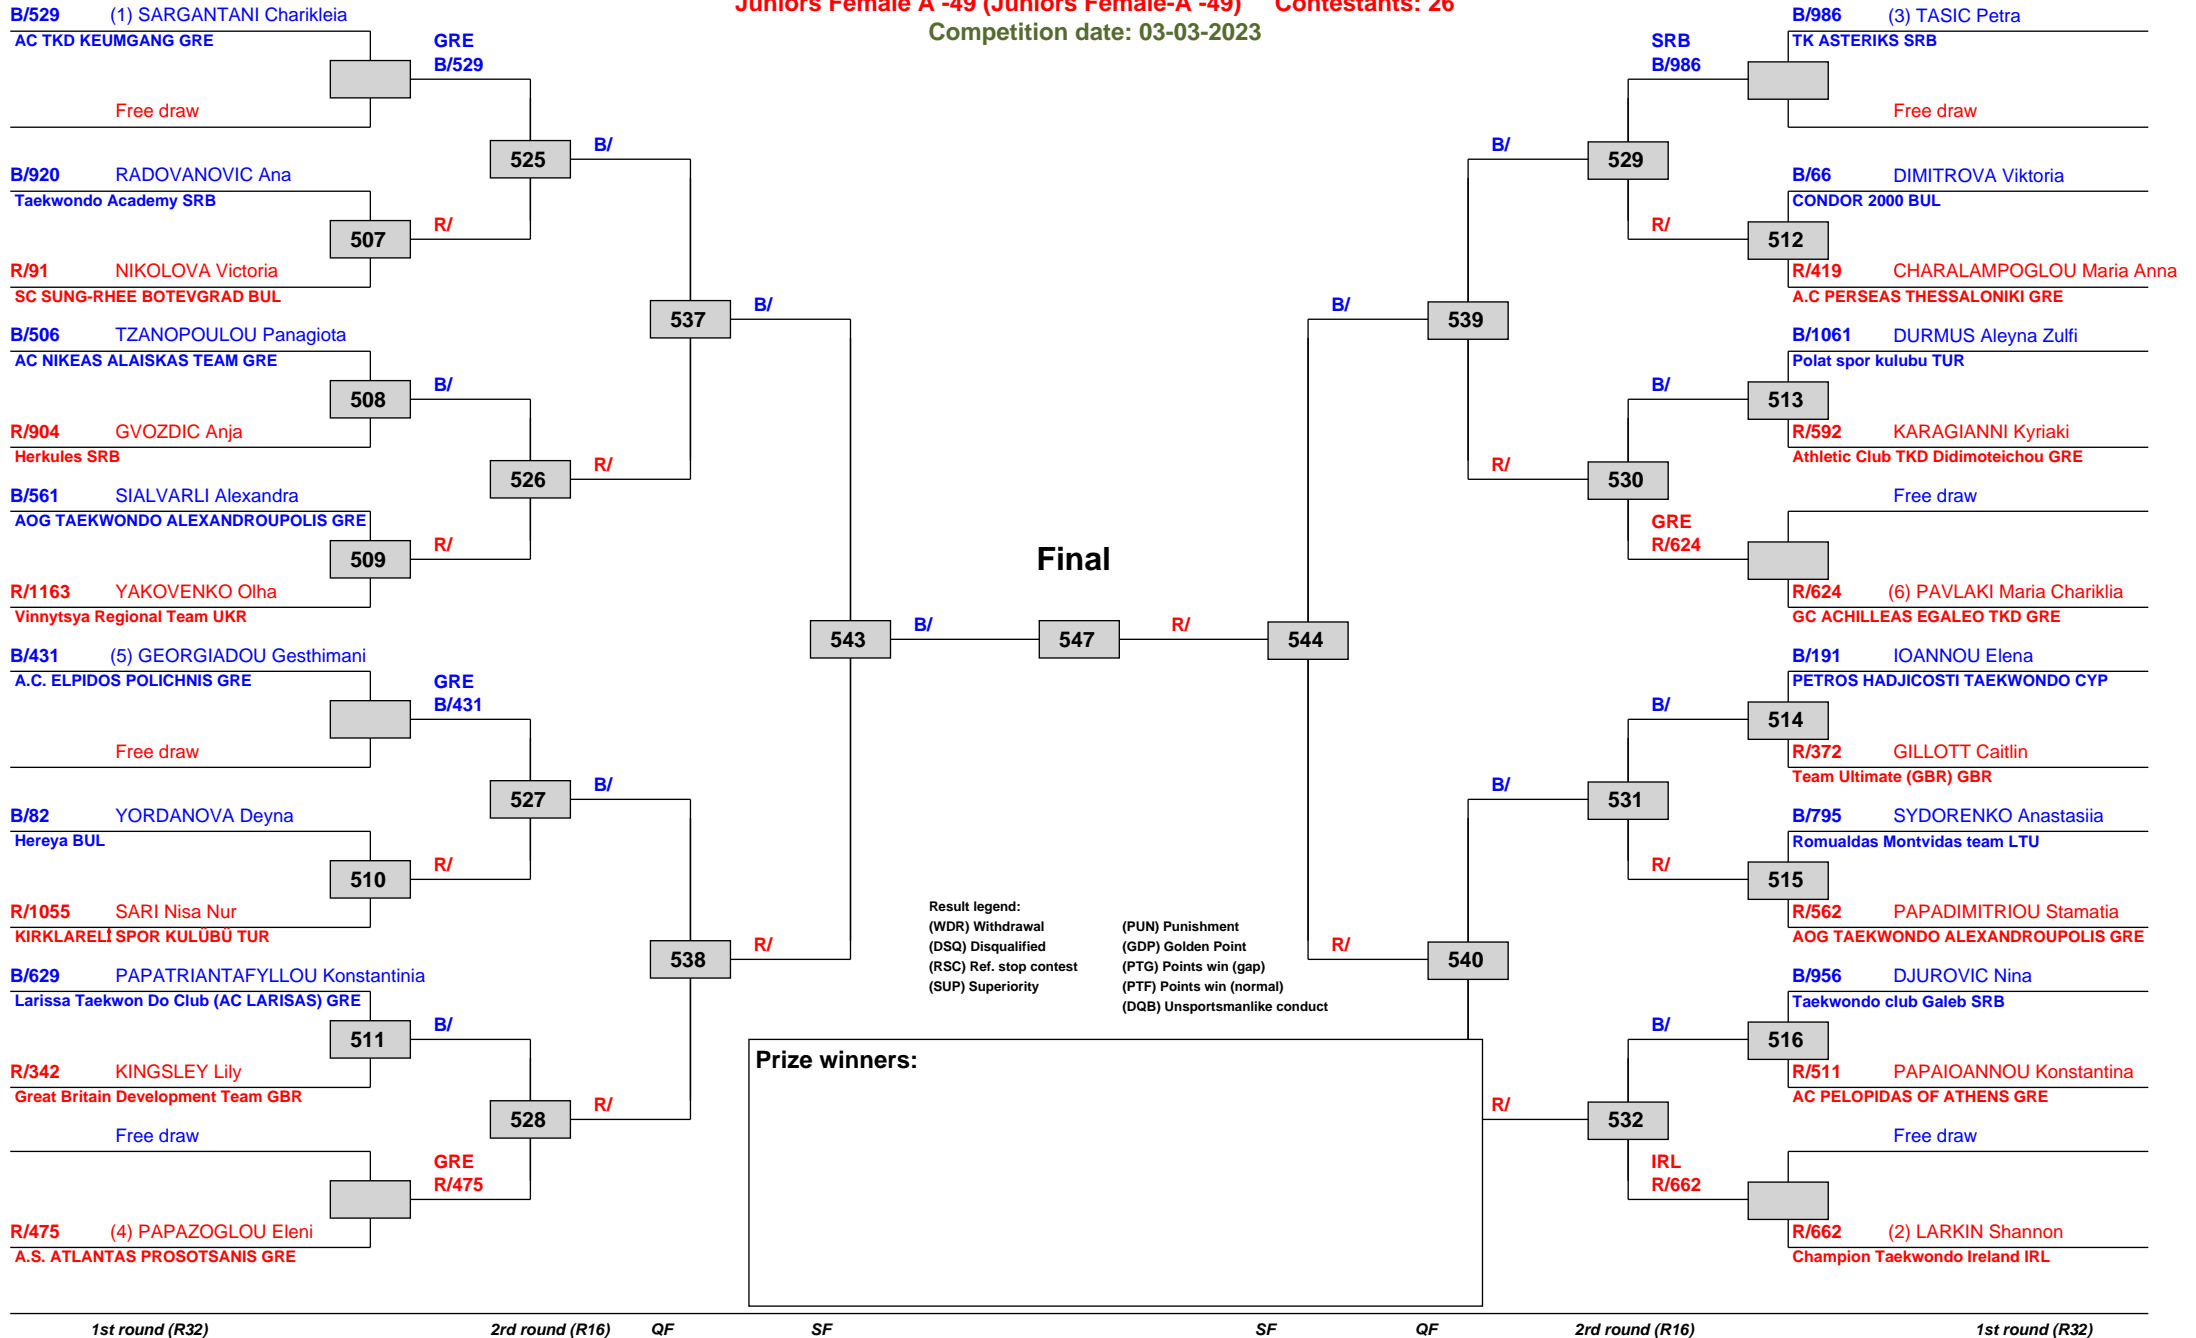 Juniors Female A -49 (Juniors Female-A -49) Contestants: 26
Competition date: 03-03-2023
B/529 (1) SARGANTANI Charikleia
AC TKD KEUMGANG GRE
GRE
B/529
Free draw
525
B/
B/920 RADOVANOVIC Ana
Taekwondo Academy SRB
507
R/
R/91 NIKOLOVA Victoria
SC SUNG-RHEE BOTEVGRAD BUL
537
B/
B/506 TZANOPOULOU Panagiota
AC NIKEAS ALAISKAS TEAM GRE
508
B/
R/904 GVOZDIC Anja
Herkules SRB
526
R/
B/561 SIALVARLI Alexandra
AOG TAEKWONDO ALEXANDROUPOLIS GRE
509
R/
R/1163 YAKOVENKO Olha
Vinnytsya Regional Team UKR
543
B/
B/431 (5) GEORGIADOU Gesthimani
A.C. ELPIDOS POLICHNIS GRE
GRE
B/431
Free draw
527
B/
B/82 YORDANOVA Deyna
Hereya BUL
510
R/
R/1055 SARI Nisa Nur
KIRKLARELİ SPOR KULÜBÜ TUR
538
R/
B/629 PAPATRIANTAFYLLOU Konstantinia
Larissa Taekwon Do Club (AC LARISAS) GRE
511
B/
R/342 KINGSLEY Lily
Great Britain Development Team GBR
528
R/
Free draw
GRE
R/475
R/475 (4) PAPAZOGLOU Eleni
A.S. ATLANTAS PROSOTSANIS GRE
Final
547
R/
544
B/986 (3) TASIC Petra
TK ASTERIKS SRB
SRB
B/986
Free draw
B/
529
B/66 DIMITROVA Viktoria
CONDOR 2000 BUL
R/
512
R/419 CHARALAMPOGLOU Maria Anna
A.C PERSEAS THESSALONIKI GRE
B/
539
B/1061 DURMUS Aleyna Zulfi
Polat spor kulubu TUR
B/
513
R/592 KARAGIANNI Kyriaki
Athletic Club TKD Didimoteichou GRE
R/
530
Free draw
GRE
R/624
R/624 (6) PAVLAKI Maria Chariklia
GC ACHILLEAS EGALEO TKD GRE
B/191 IOANNOU Elena
PETROS HADJICOSTI TAEKWONDO CYP
B/
514
R/372 GILLOTT Caitlin
Team Ultimate (GBR) GBR
B/
531
B/795 SYDORENKO Anastasiia
Romualdas Montvidas team LTU
R/
515
R/562 PAPADIMITRIOU Stamatia
AOG TAEKWONDO ALEXANDROUPOLIS GRE
R/
540
B/956 DJUROVIC Nina
Taekwondo club Galeb SRB
B/
516
R/511 PAPAIOANNOU Konstantina
AC PELOPIDAS OF ATHENS GRE
R/
532
Free draw
IRL
R/662
R/662 (2) LARKIN Shannon
Champion Taekwondo Ireland IRL
Result legend:
(WDR) Withdrawal (PUN) Punishment
(DSQ) Disqualified (GDP) Golden Point
(RSC) Ref. stop contest (PTG) Points win (gap)
(SUP) Superiority (PTF) Points win (normal)
(DQB) Unsportsmanlike conduct
Prize winners:
1st round (R32) 2rd round (R16) QF SF SF QF 2rd round (R16) 1st round (R32)